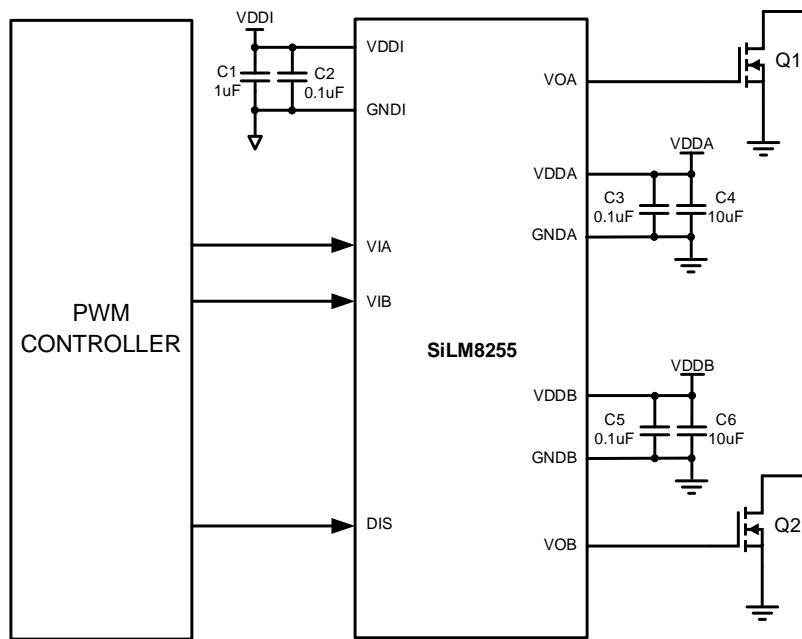 VDDI
VDDI
C1
1uF
C2
0.1uF
GNDI
VOA
Q1
VDDA
VDDA
C3
0.1uF
C4
10uF
GNDA
VIA
VIB
PWM
CONTROLLER
SiLM8255
VDDB
VDDB
C5
0.1uF
C6
10uF
GNDB
DIS
VOB
Q2